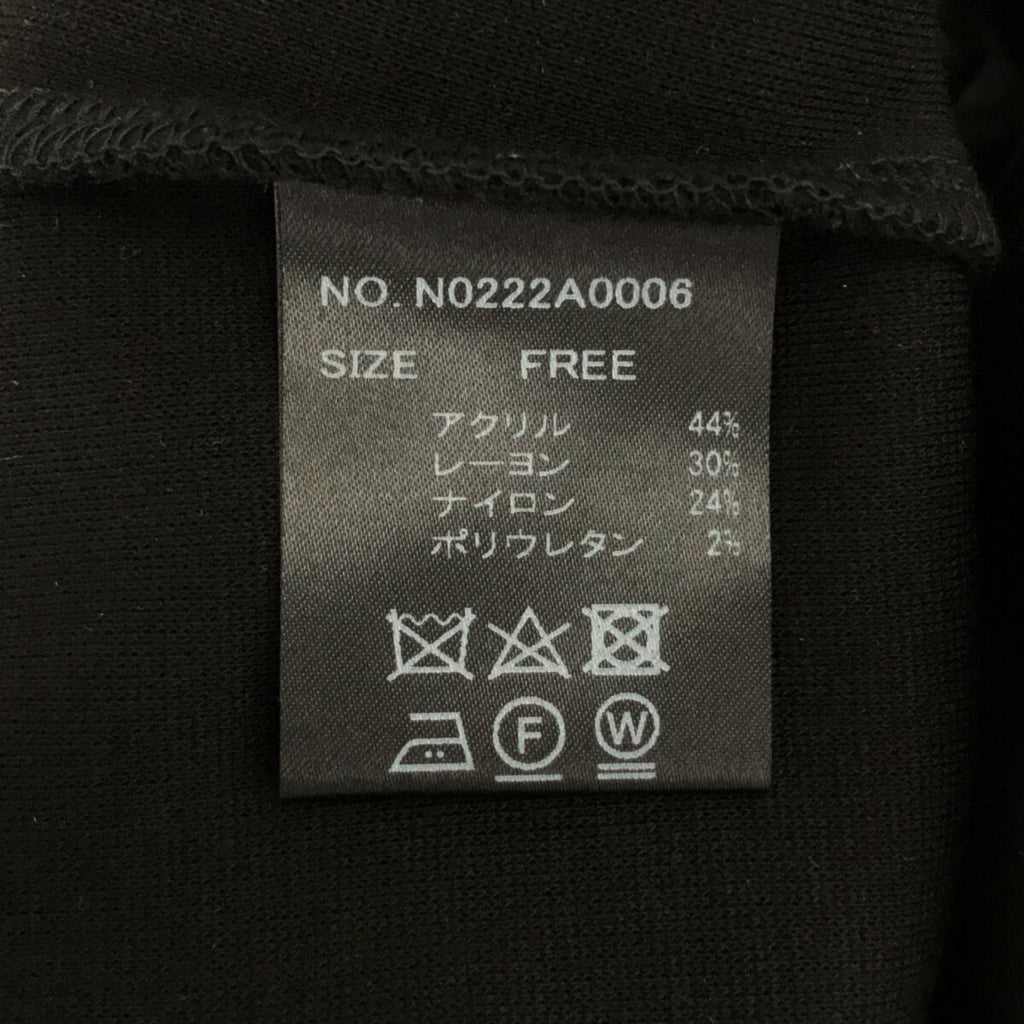 NO. N0222A0006
SIZE FREE
アクリル 44%
レーヨン 30%
ナイロン 24%
ポリウレタン 2%
F W